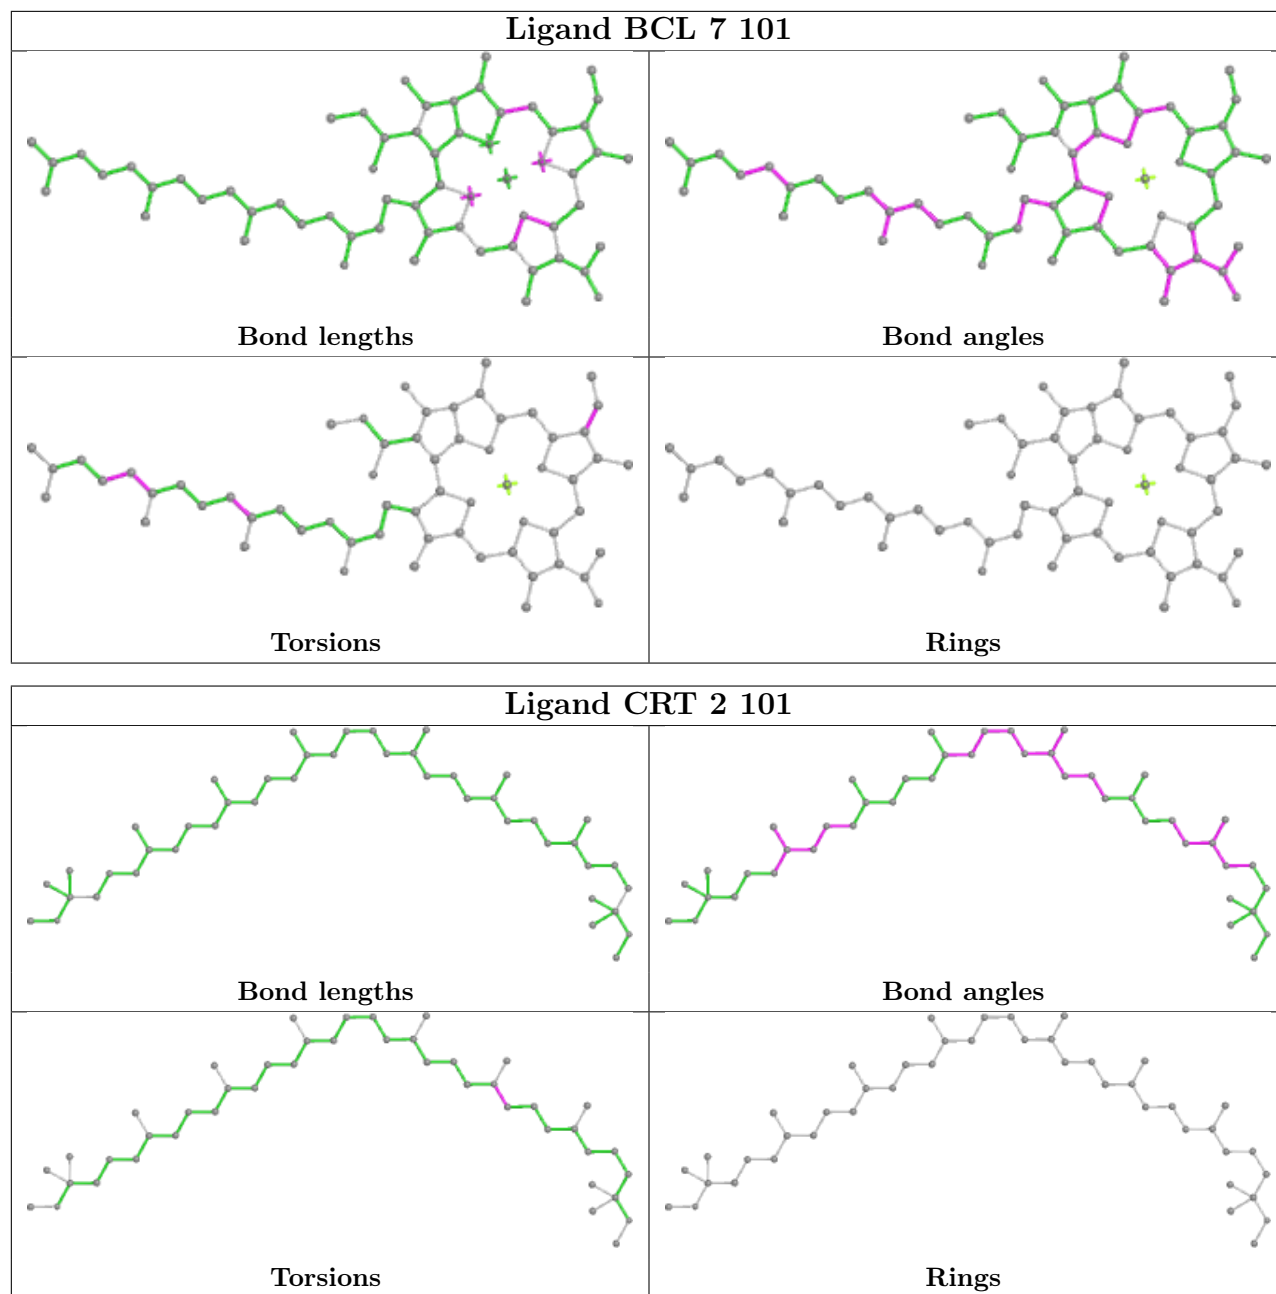 Ligand BCL 7 101
Bond lengths
Bond angles
Torsions
Rings
Ligand CRT 2 101
Bond lengths
Bond angles
Torsions
Rings